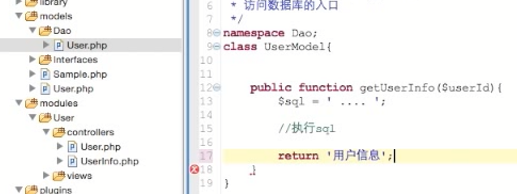 library
models
Dao
User.php
Interfaces
Sample.php
User.php
modules
User
controllers
User.php
UserInfo.php
views
plugins
6 * 访问数据库的入口
7 */
8 namespace Dao;
9 class UserModel{
10
11
12 public function getUserInfo($userId){
13 $sql = ' .... ';
14
15 //执行sql
16
17 return '用户信息';
18 }
19 }